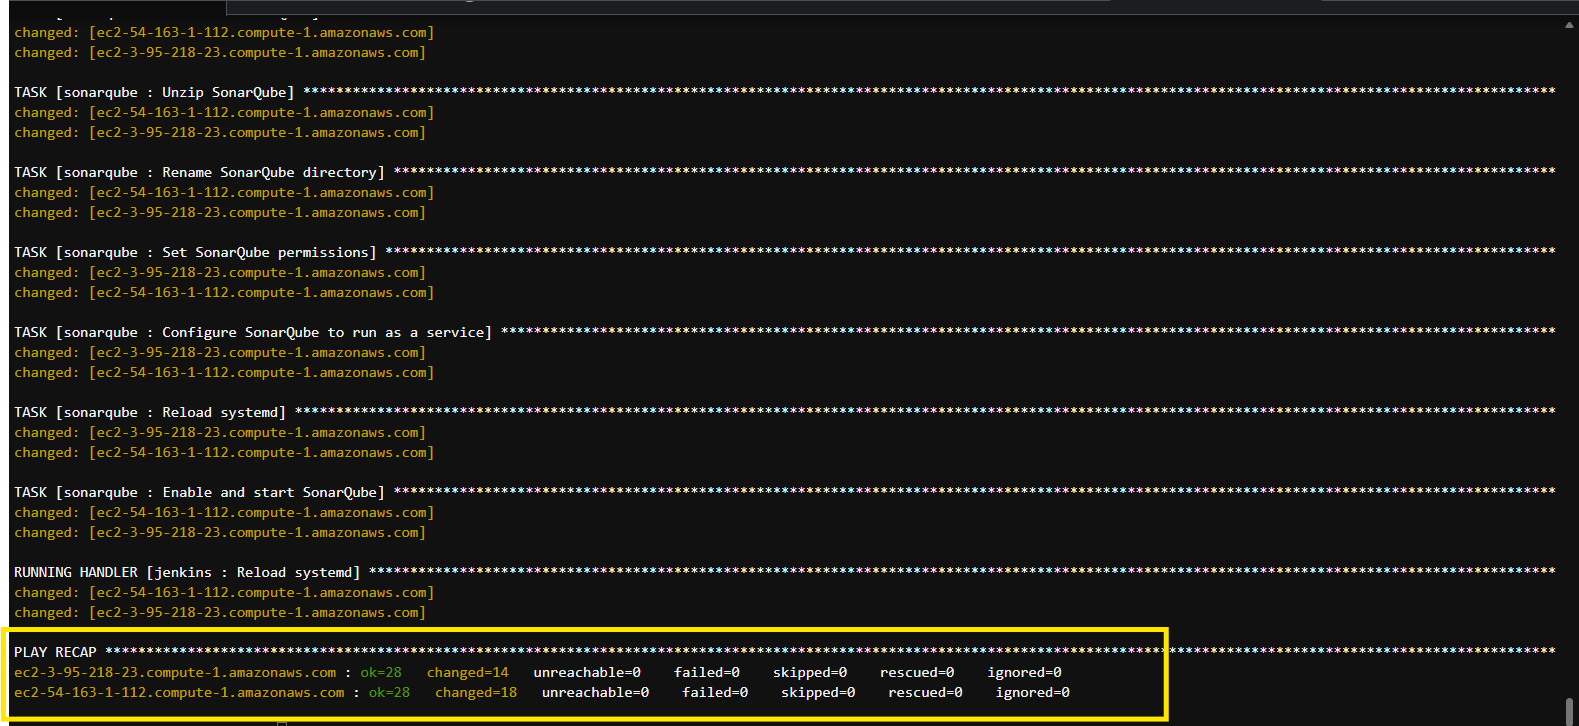 changed: [ec2-54-163-1-112.compute-1.amazonaws.com]
changed: [ec2-3-95-218-23.compute-1.amazonaws.com]
TASK [sonarqube : Unzip SonarQube] ********************************************************************************************************************************************************
changed: [ec2-54-163-1-112.compute-1.amazonaws.com]
changed: [ec2-3-95-218-23.compute-1.amazonaws.com]
TASK [sonarqube : Rename SonarQube directory] *********************************************************************************************************************************************
changed: [ec2-54-163-1-112.compute-1.amazonaws.com]
changed: [ec2-3-95-218-23.compute-1.amazonaws.com]
TASK [sonarqube : Set SonarQube permissions] **********************************************************************************************************************************************
changed: [ec2-3-95-218-23.compute-1.amazonaws.com]
changed: [ec2-54-163-1-112.compute-1.amazonaws.com]
TASK [sonarqube : Configure SonarQube to run as a service] ********************************************************************************************************************************
changed: [ec2-3-95-218-23.compute-1.amazonaws.com]
changed: [ec2-54-163-1-112.compute-1.amazonaws.com]
TASK [sonarqube : Reload systemd] *********************************************************************************************************************************************************
changed: [ec2-3-95-218-23.compute-1.amazonaws.com]
changed: [ec2-54-163-1-112.compute-1.amazonaws.com]
TASK [sonarqube : Enable and start SonarQube] *********************************************************************************************************************************************
changed: [ec2-54-163-1-112.compute-1.amazonaws.com]
changed: [ec2-3-95-218-23.compute-1.amazonaws.com]
RUNNING HANDLER [jenkins : Reload systemd] ************************************************************************************************************************************************
changed: [ec2-54-163-1-112.compute-1.amazonaws.com]
changed: [ec2-3-95-218-23.compute-1.amazonaws.com]
PLAY RECAP ********************************************************************************************************************************************************************************
ec2-3-95-218-23.compute-1.amazonaws.com : ok=28   changed=14   unreachable=0    failed=0    skipped=0    rescued=0    ignored=0
ec2-54-163-1-112.compute-1.amazonaws.com : ok=28   changed=18   unreachable=0    failed=0    skipped=0    rescued=0    ignored=0